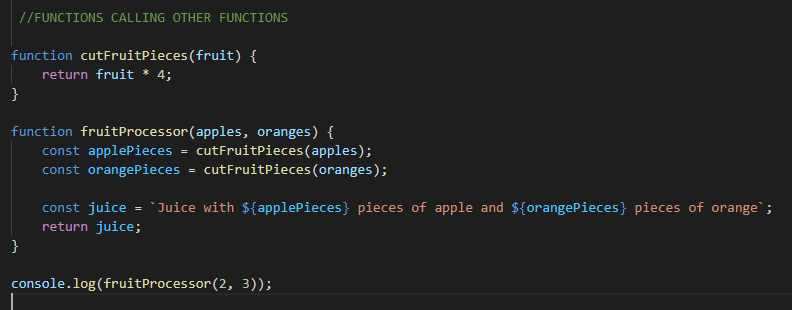 //FUNCTIONS CALLING OTHER FUNCTIONS
function cutFruitPieces(fruit) {
    return fruit * 4;
}
function fruitProcessor(apples, oranges) {
    const applePieces = cutFruitPieces(apples);
    const orangePieces = cutFruitPieces(oranges);
    const juice = `Juice with ${applePieces} pieces of apple and ${orangePieces} pieces of orange`;
    return juice;
}
console.log(fruitProcessor(2, 3));